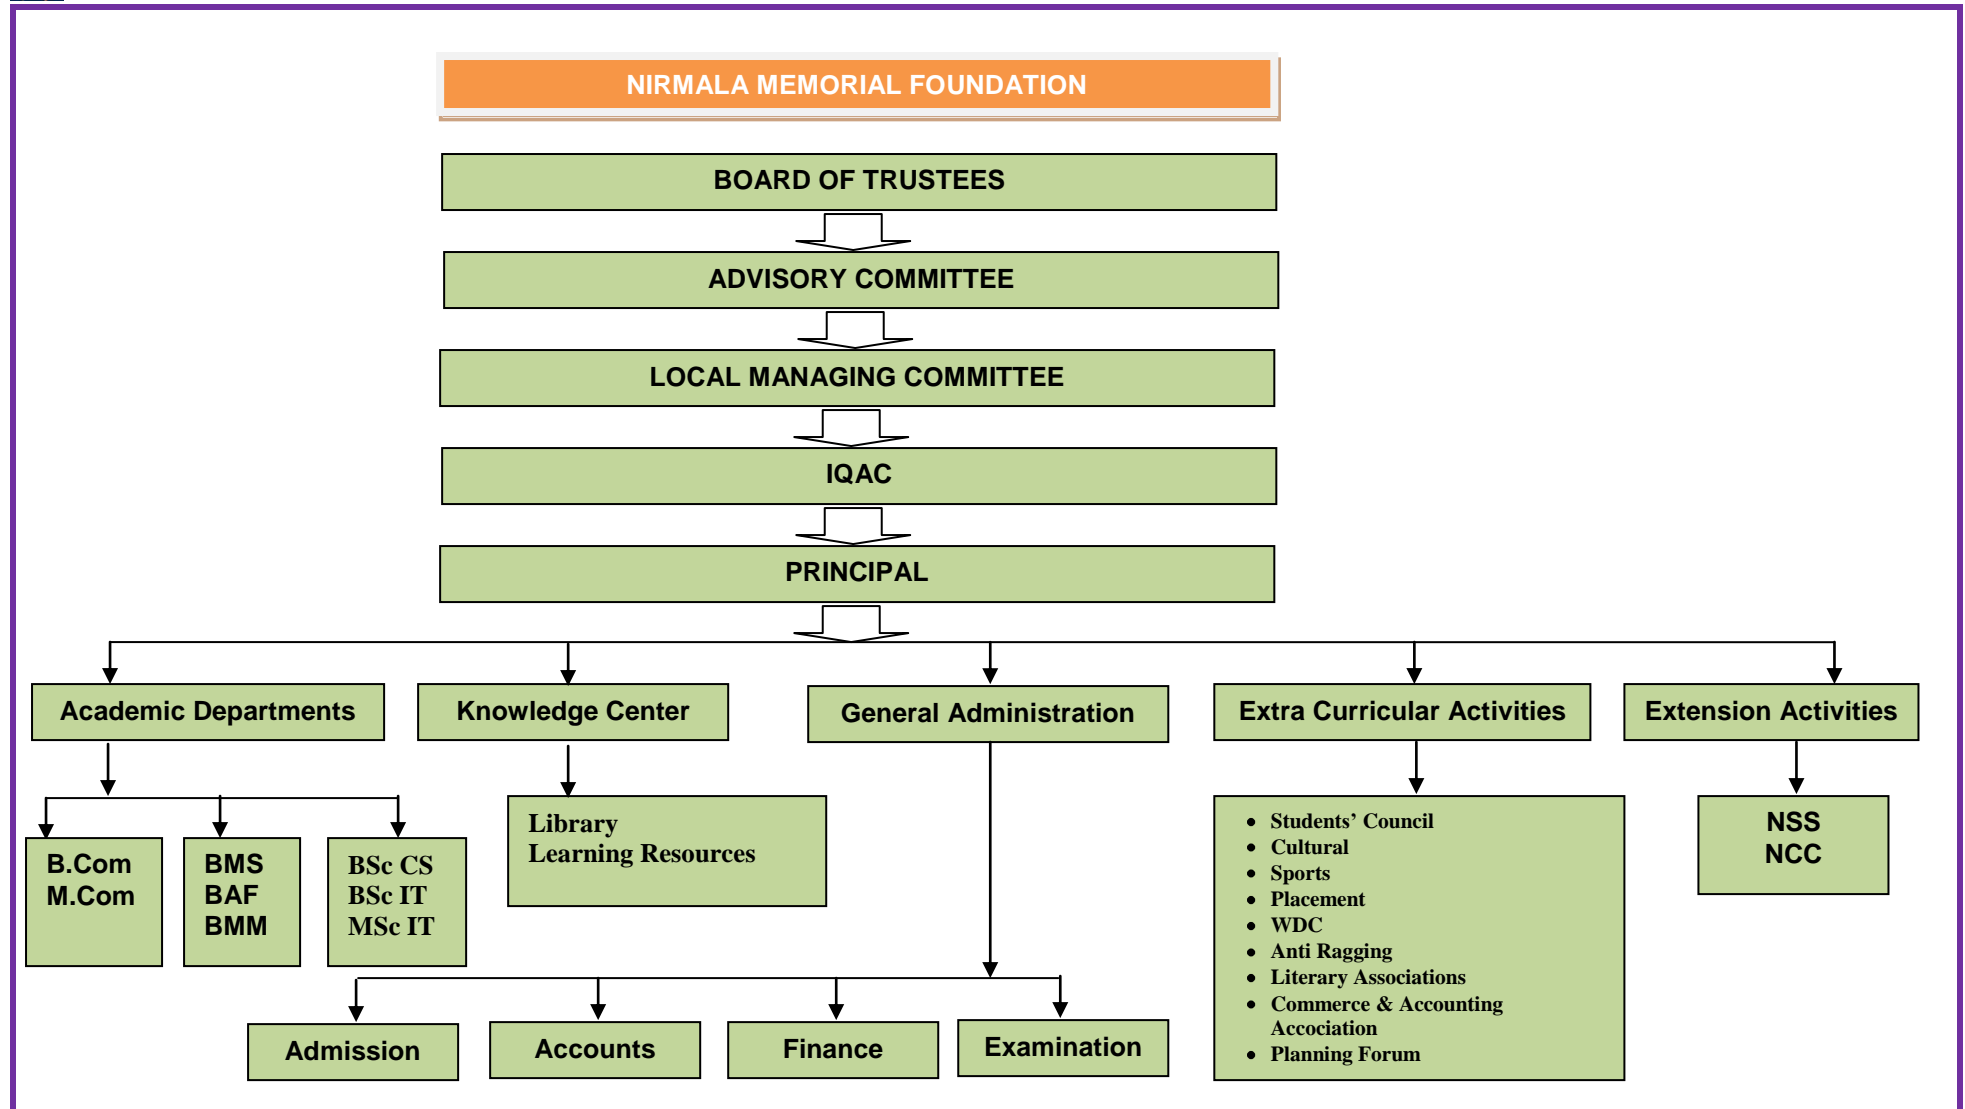 NIRMALA MEMORIAL FOUNDATION
BOARD OF TRUSTEES
ADVISORY COMMITTEE
LOCAL MANAGING COMMITTEE
IQAC
PRINCIPAL
Academic Departments
Knowledge Center
General Administration
Extra Curricular Activities
Extension Activities
B.Com
M.Com
BMS
BAF
BMM
BSc CS
BSc IT
MSc IT
Library
Learning Resources
Admission
Accounts
Finance
Examination
• Students’ Council
• Cultural
• Sports
• Placement
• WDC
• Anti Ragging
• Literary Associations
• Commerce & Accounting
Accociation
• Planning Forum
NSS
NCC